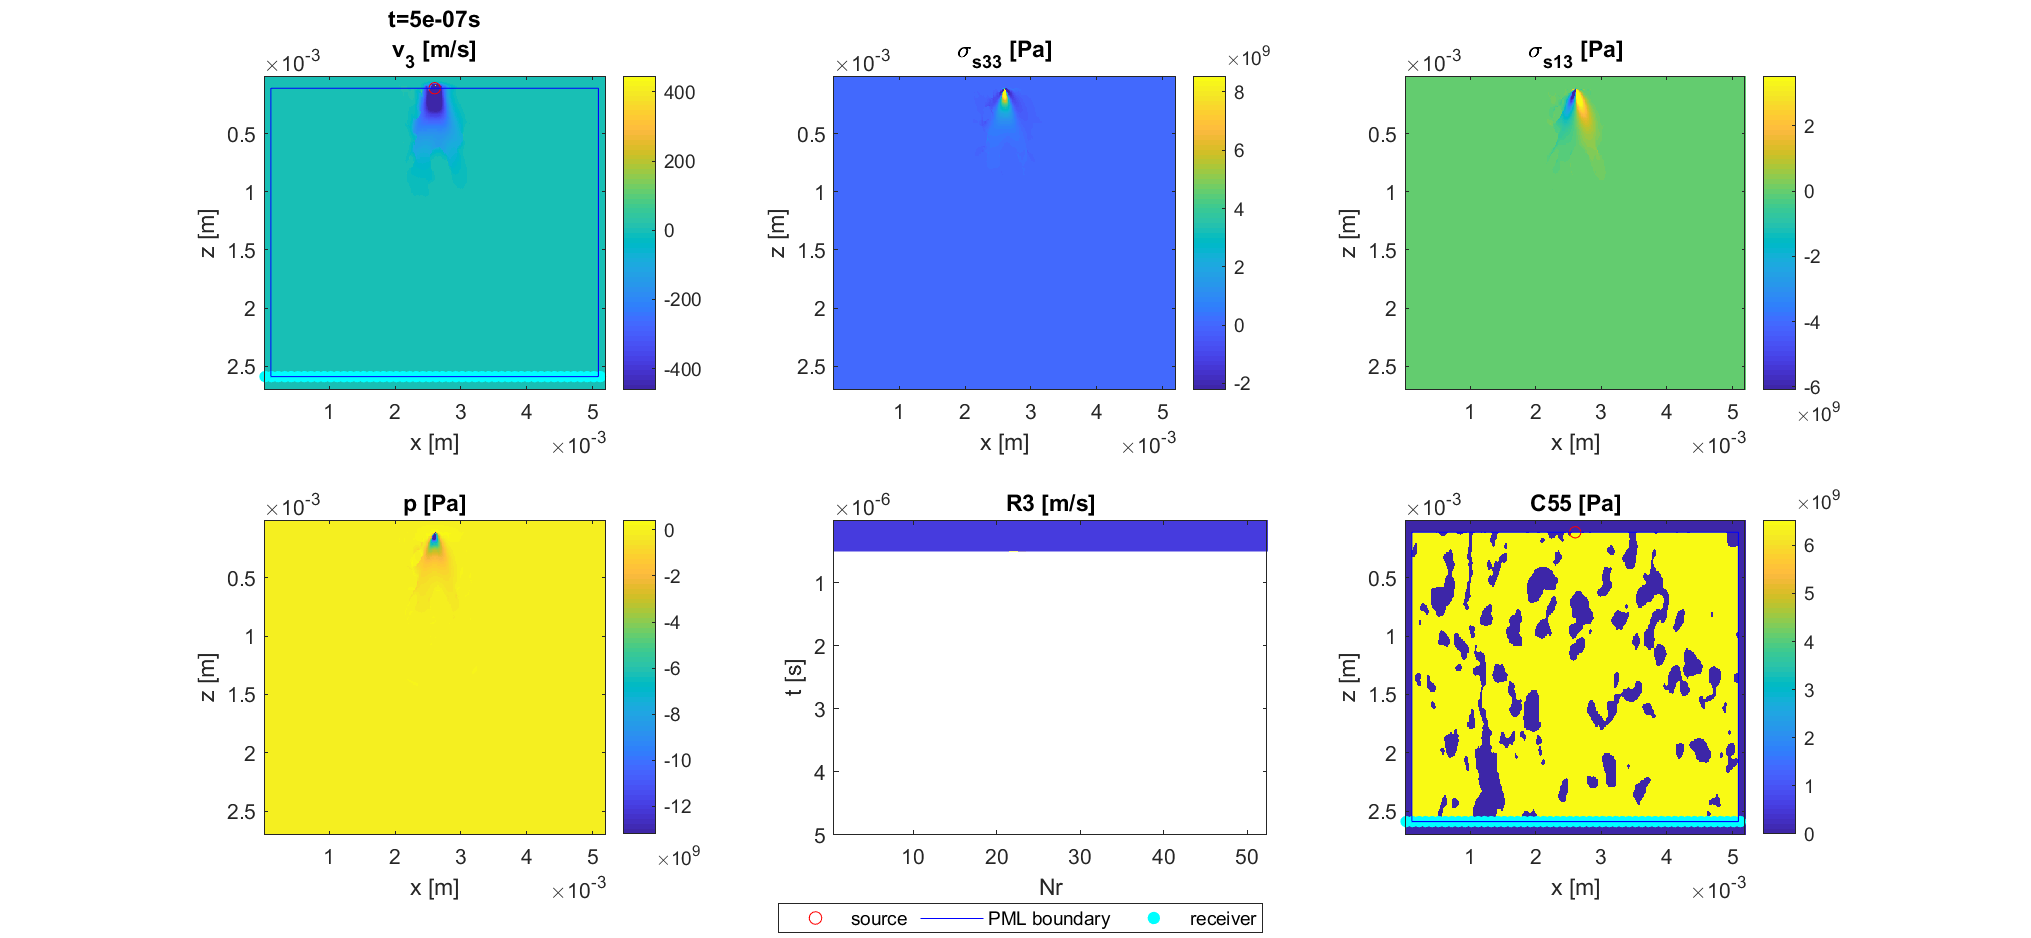 t=5e-07s
v3 [m/s]
×10-3
0.5
1
1.5
2
2.5
z [m]
1 2 3 4 5
x [m]
×10-3
400
200
0
-200
-400
σs33 [Pa]
×10-3
0.5
1
1.5
2
2.5
z [m]
1 2 3 4 5
x [m]
×10-3
×109
8
6
4
2
0
-2
σs13 [Pa]
×10-3
0.5
1
1.5
2
2.5
z [m]
1 2 3 4 5
x [m]
×10-3
2
0
-2
-4
-6
×109
p [Pa]
×10-3
0.5
1
1.5
2
2.5
z [m]
1 2 3 4 5
x [m]
×10-3
0
-2
-4
-6
-8
-10
-12
×109
R3 [m/s]
×10-6
1
2
3
4
5
t [s]
10 20 30 40 50
Nr
C55 [Pa]
×10-3
0.5
1
1.5
2
2.5
z [m]
1 2 3 4 5
x [m]
×10-3
×109
6
5
4
3
2
1
0
source PML boundary receiver